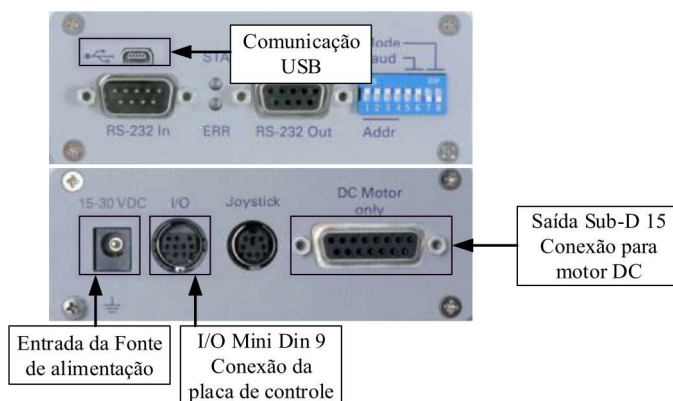 Comunicação
USB
STA
RS-232 In
ERR
RS-232 Out
1 2 3 4 5 6 7 8
Addr
15-30 VDC
I/O
Joystick
DC Motor
only
Saída Sub-D 15
Conexão para
motor DC
Entrada da Fonte
de alimentação
I/O Mini Din 9
Conexão da
placa de controle